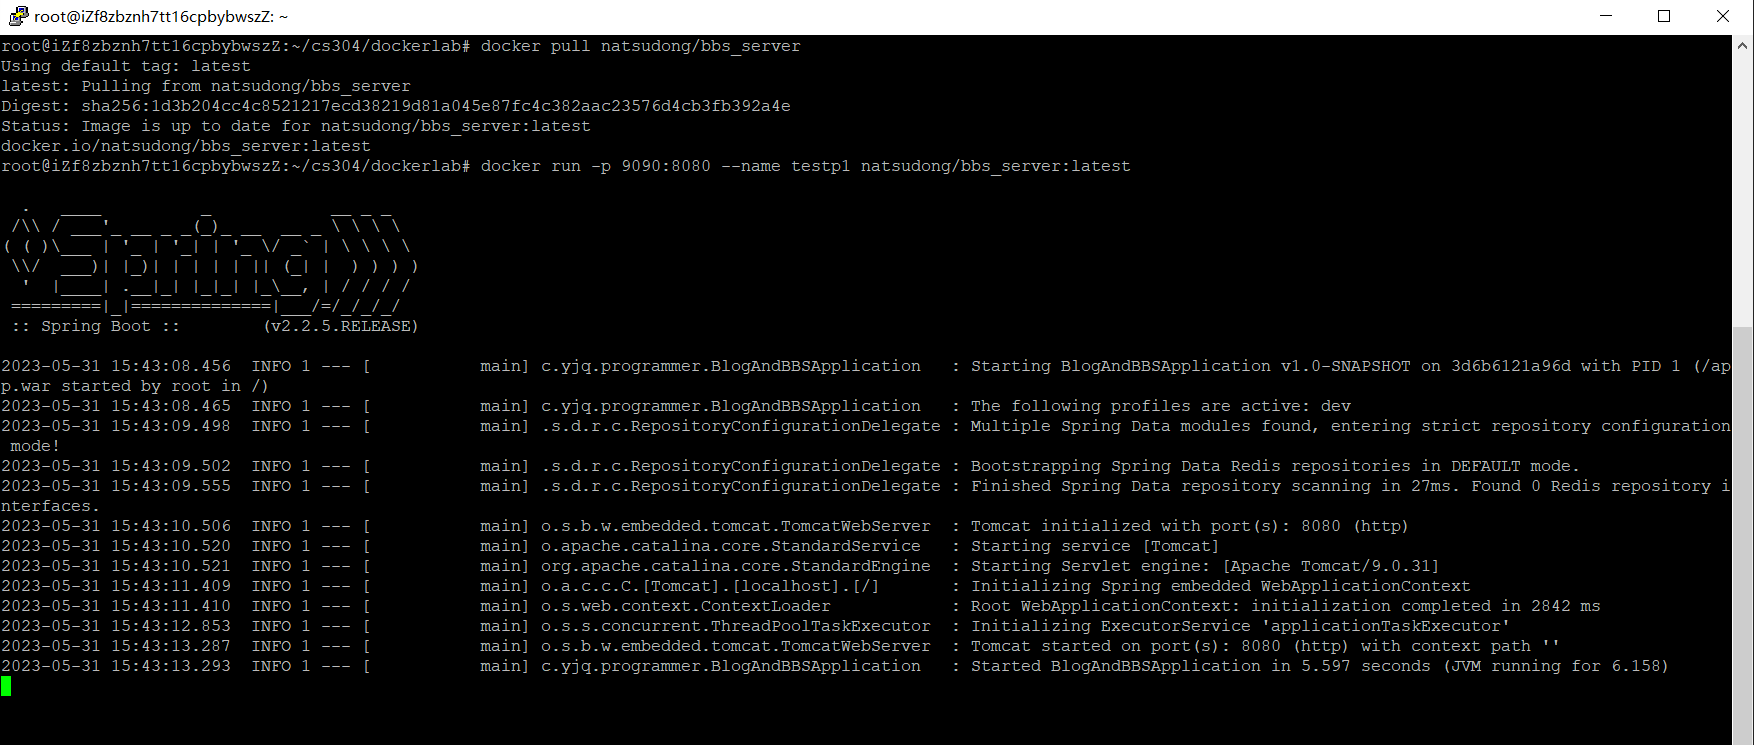 root@iZf8zbznh7tt16cpbybwszZ: ~
root@iZf8zbznh7tt16cpbybwszZ:~/cs304/dockerlab# docker pull natsudong/bbs_server
Using default tag: latest
latest: Pulling from natsudong/bbs_server
Digest: sha256:1d3b204cc4c8521217ecd38219d81a045e87fc4c382aac23576d4cb3fb392a4e
Status: Image is up to date for natsudong/bbs_server:latest
docker.io/natsudong/bbs_server:latest
root@iZf8zbznh7tt16cpbybwszZ:~/cs304/dockerlab# docker run -p 9090:8080 --name testp1 natsudong/bbs_server:latest
  .   ____          _            __ _ _
 /\\ / ___'_ __ _ _(_)_ __  __ _ \ \ \ \
( ( )\___ | '_ | '_| | '_ \/ _` | \ \ \ \
 \\/  ___)| |_)| | | | | || (_| |  ) ) ) )
  '  |____| .__|_| |_|_| |_\__, | / / / /
 =========|_|==============|___/=/_/_/_/
 :: Spring Boot ::        (v2.2.5.RELEASE)
2023-05-31 15:43:08.456  INFO 1 --- [           main] c.yjq.programmer.BlogAndBBSApplication   : Starting BlogAndBBSApplication v1.0-SNAPSHOT on 3d6b6121a96d with PID 1 (/ap
p.war started by root in /)
2023-05-31 15:43:08.465  INFO 1 --- [           main] c.yjq.programmer.BlogAndBBSApplication   : The following profiles are active: dev
2023-05-31 15:43:09.498  INFO 1 --- [           main] .s.d.r.c.RepositoryConfigurationDelegate : Multiple Spring Data modules found, entering strict repository configuration
 mode!
2023-05-31 15:43:09.502  INFO 1 --- [           main] .s.d.r.c.RepositoryConfigurationDelegate : Bootstrapping Spring Data Redis repositories in DEFAULT mode.
2023-05-31 15:43:09.555  INFO 1 --- [           main] .s.d.r.c.RepositoryConfigurationDelegate : Finished Spring Data repository scanning in 27ms. Found 0 Redis repository i
nterfaces.
2023-05-31 15:43:10.506  INFO 1 --- [           main] o.s.b.w.embedded.tomcat.TomcatWebServer  : Tomcat initialized with port(s): 8080 (http)
2023-05-31 15:43:10.520  INFO 1 --- [           main] o.apache.catalina.core.StandardService   : Starting service [Tomcat]
2023-05-31 15:43:10.521  INFO 1 --- [           main] org.apache.catalina.core.StandardEngine  : Starting Servlet engine: [Apache Tomcat/9.0.31]
2023-05-31 15:43:11.409  INFO 1 --- [           main] o.a.c.c.C.[Tomcat].[localhost].[/]       : Initializing Spring embedded WebApplicationContext
2023-05-31 15:43:11.410  INFO 1 --- [           main] o.s.web.context.ContextLoader            : Root WebApplicationContext: initialization completed in 2842 ms
2023-05-31 15:43:12.853  INFO 1 --- [           main] o.s.s.concurrent.ThreadPoolTaskExecutor  : Initializing ExecutorService 'applicationTaskExecutor'
2023-05-31 15:43:13.287  INFO 1 --- [           main] o.s.b.w.embedded.tomcat.TomcatWebServer  : Tomcat started on port(s): 8080 (http) with context path ''
2023-05-31 15:43:13.293  INFO 1 --- [           main] c.yjq.programmer.BlogAndBBSApplication   : Started BlogAndBBSApplication in 5.597 seconds (JVM running for 6.158)